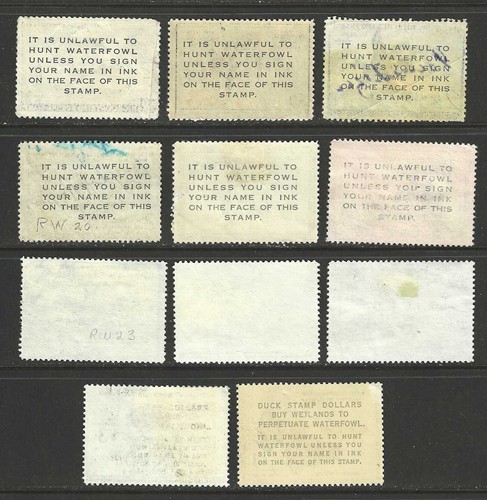 IT IS UNLAWFUL TO
HUNT WATERFOWL
UNLESS YOU SIGN
YOUR NAME IN INK
ON THE FACE OF THIS
STAMP.
IT IS UNLAWFUL TO
HUNT WATERFOWL
UNLESS YOU SIGN
YOUR NAME IN INK
ON THE FACE OF THIS
STAMP.
IT IS UNLAWFUL TO
HUNT WATERFOWL
UNLESS YOU SIGN
YOUR NAME IN INK
ON THE FACE OF THIS
STAMP.
IT IS UNLAWFUL TO
HUNT WATERFOWL
UNLESS YOU SIGN
YOUR NAME IN INK
ON THE FACE OF THIS
STAMP.
RW 20
IT IS UNLAWFUL TO
HUNT WATERFOWL
UNLESS YOU SIGN
YOUR NAME IN INK
ON THE FACE OF THIS
STAMP.
IT IS UNLAWFUL TO
HUNT WATERFOWL
UNLESS YOU SIGN
YOUR NAME IN INK
ON THE FACE OF THIS
STAMP.
RW23
DUCK STAMP DOLLARS
BUY WETLANDS TO
PERPETUATE WATERFOWL.
IT IS UNLAWFUL TO HUNT
WATERFOWL UNLESS YOU
SIGN YOUR NAME IN INK
ON THE FACE OF THIS STAMP.